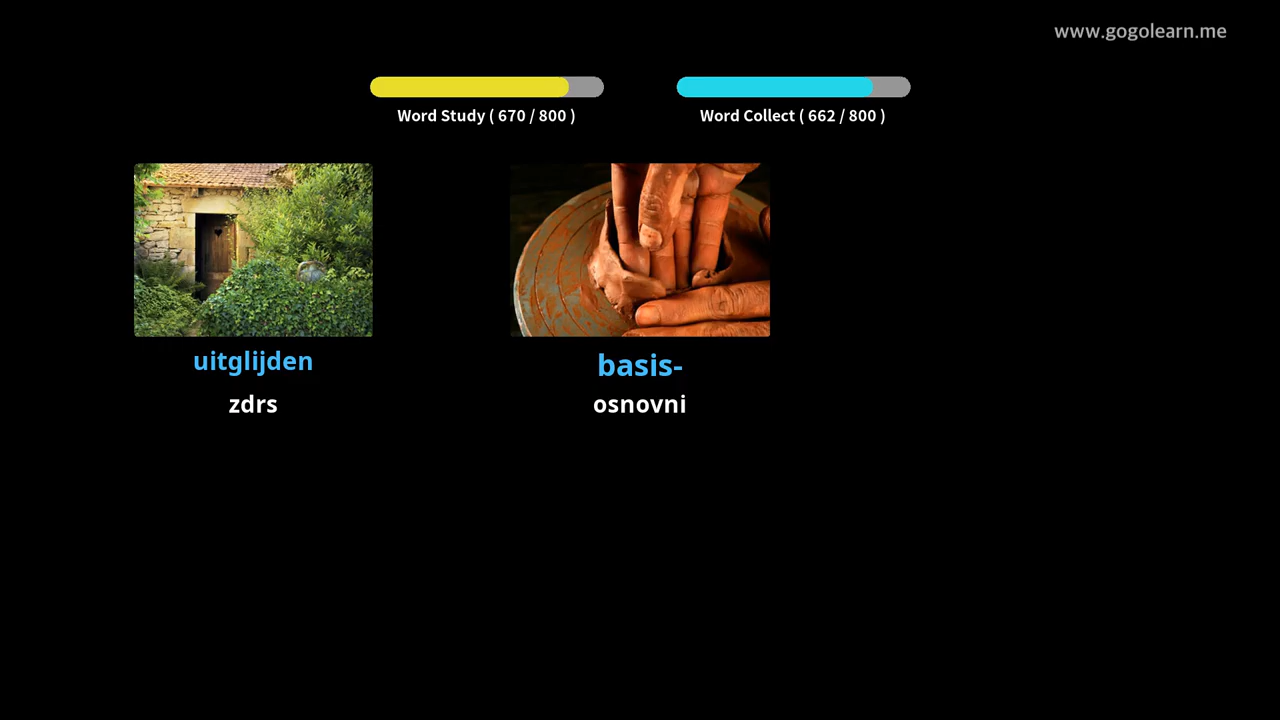 www.gogolearn.me
Word Study ( 670 / 800 )
Word Collect ( 662 / 800 )
uitglijden
zdrs
basis-
osnovni